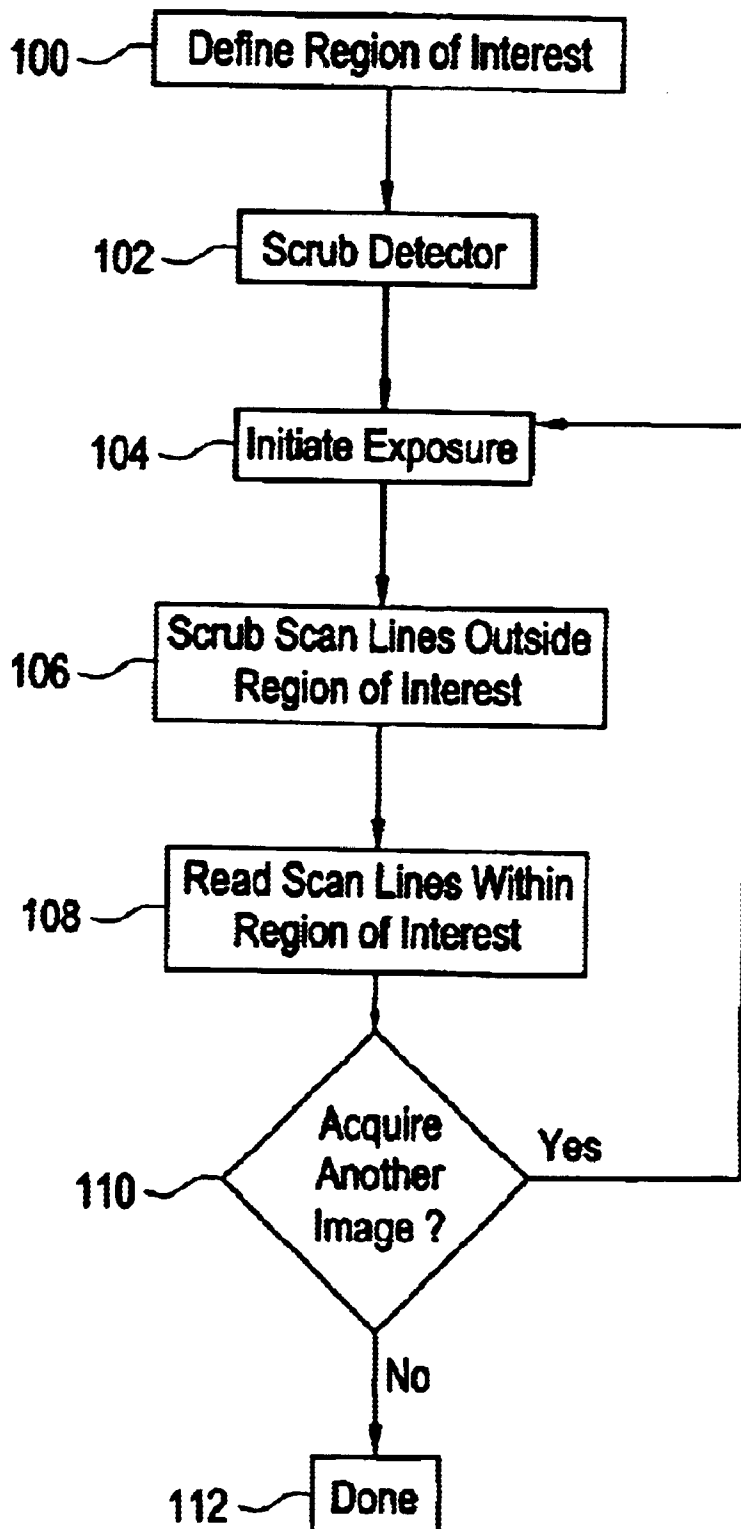 100
Define Region of Interest
102
Scrub Detector
104
Initiate Exposure
106
Scrub Scan Lines Outside
Region of Interest
108
Read Scan Lines Within
Region of Interest
110
Acquire
Another
Image ?
Yes
No
112
Done